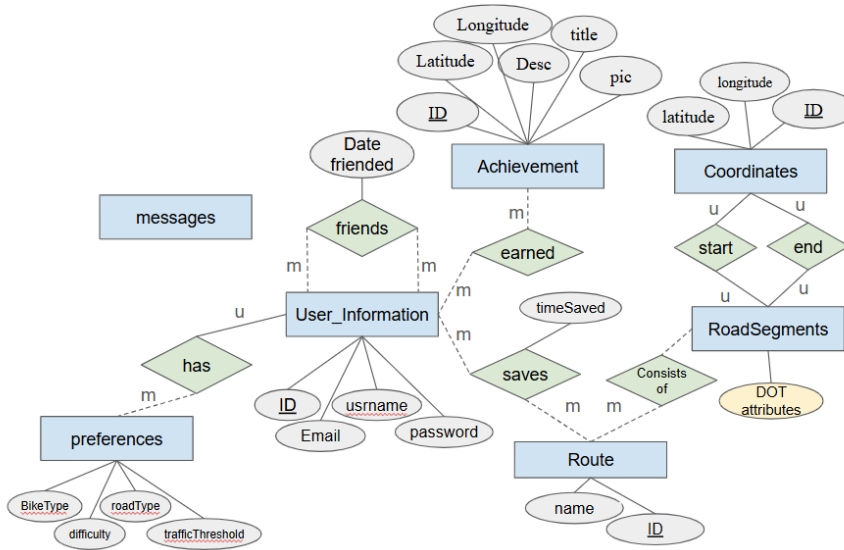 Longitude
title
Latitude
Desc
pic
ID
longitude
latitude
ID
Date
friended
Achievement
Coordinates
messages
friends
u
u
m
start
end
earned
m
m
u
u
m
u
User_Information
timeSaved
RoadSegments
m
has
saves
Consists
of
m
ID
usrname
DOT
attributes
m
m
Email
password
preferences
Route
BikeType
roadType
name
ID
difficulty
trafficThreshold